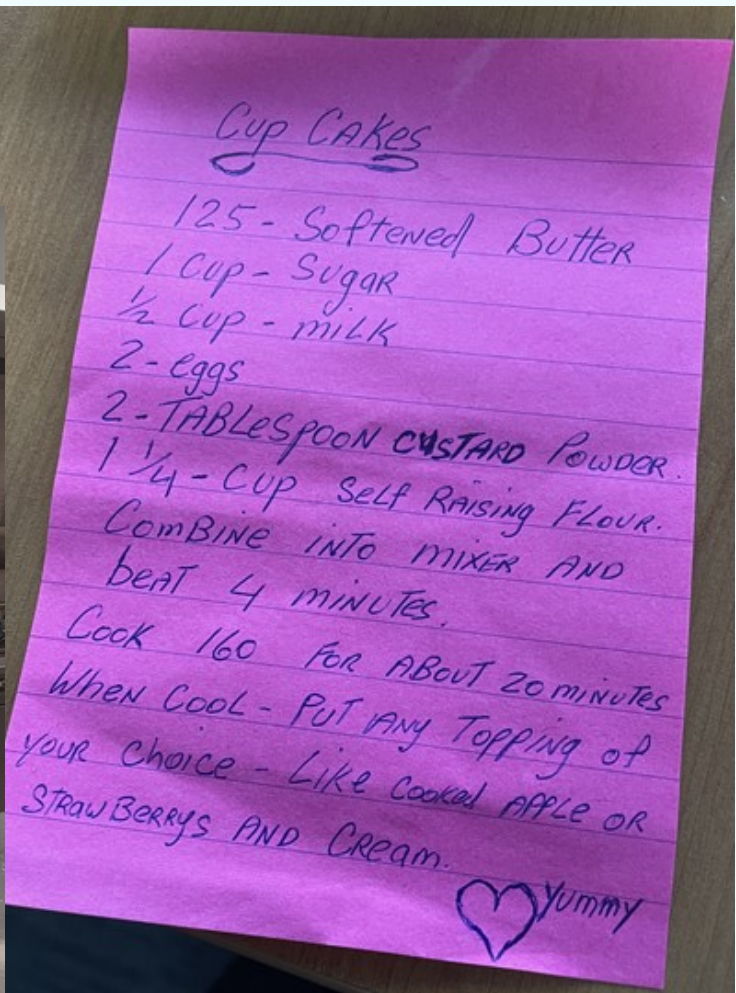 Cup CAKes
125 - Softened Butter
1 Cup - Sugar
½ Cup - milk
2 - eggs
2 - TABLeSpooN CuSTARD PowDER.
1 ¼ - Cup Self RAising FLOUR.
ComBiNe iNTo mixER AND
beAT 4 miNuTes.
Cook 160 FoR ABouT 20 miNuTes
WheN CooL - PuT ANy Topping of
your Choice - Like Cooked APPLe oR
STRawBeRRys AND CReam.
Yummy